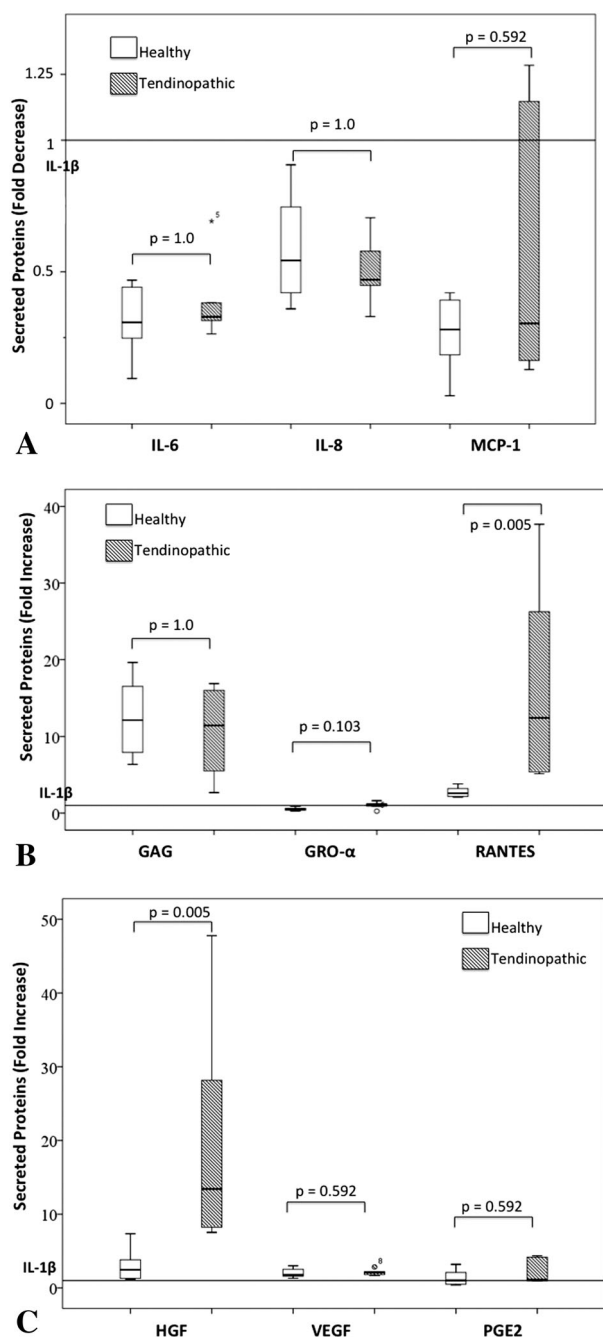 Healthy
Tendinopathic
p = 0.592
1.25
p = 1.0
1
IL-1β
* 5
p = 1.0
0.5
0
Secreted Proteins (Fold Decrease)
A
IL-6 IL-8 MCP-1
40
Healthy
Tendinopathic
p = 0.005
30
20
p = 1.0
10
p = 0.103
IL-1β
0
Secreted Proteins (Fold Increase)
B
GAG GRO-α RANTES
50
p = 0.005
Healthy
Tendinopathic
40
30
20
p = 0.592
p = 0.592
10
8
IL-1β
0
Secreted Proteins (Fold Increase)
C
HGF VEGF PGE2